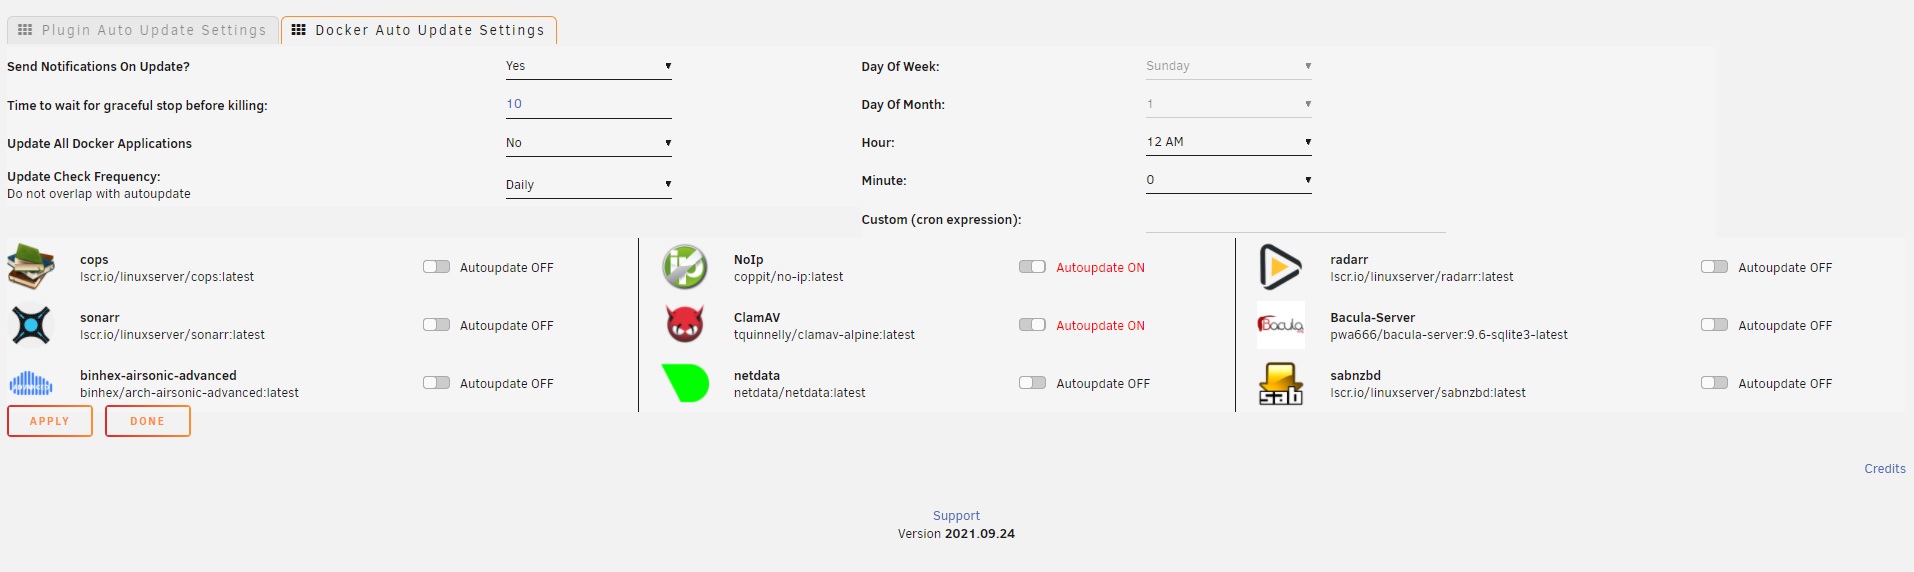 Plugin Auto Update Settings
Docker Auto Update Settings
Send Notifications On Update?
Yes
Time to wait for graceful stop before killing:
10
Update All Docker Applications
No
Update Check Frequency:
Do not overlap with autoupdate
Daily
Day Of Week:
Sunday
Day Of Month:
1
Hour:
12 AM
Minute:
0
Custom (cron expression):
cops
lscr.io/linuxserver/cops:latest
Autoupdate OFF
NoIp
coppit/no-ip:latest
Autoupdate ON
radarr
lscr.io/linuxserver/radarr:latest
Autoupdate OFF
sonarr
lscr.io/linuxserver/sonarr:latest
Autoupdate OFF
ClamAV
tquinnelly/clamav-alpine:latest
Autoupdate ON
Bacula
Bacula-Server
pwa666/bacula-server:9.6-sqlite3-latest
Autoupdate OFF
binhex-airsonic-advanced
binhex/arch-airsonic-advanced:latest
Autoupdate OFF
netdata
netdata/netdata:latest
Autoupdate OFF
sab
sabnzbd
lscr.io/linuxserver/sabnzbd:latest
Autoupdate OFF
APPLY
DONE
Credits
Support
Version 2021.09.24